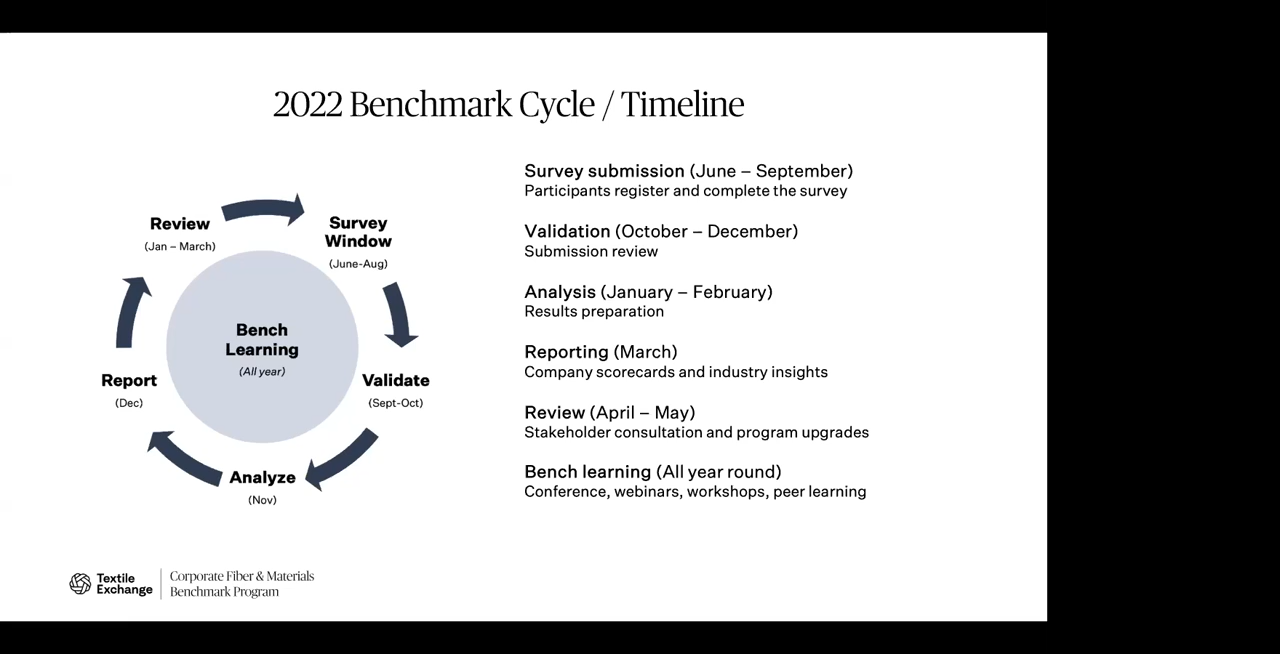 2022 Benchmark Cycle / Timeline
Review
(Jan – March)
Survey
Window
(June-Aug)
Bench
Learning
(All year)
Report
(Dec)
Validate
(Sept-Oct)
Analyze
(Nov)
Survey submission (June – September)
Participants register and complete the survey
Validation (October – December)
Submission review
Analysis (January – February)
Results preparation
Reporting (March)
Company scorecards and industry insights
Review (April – May)
Stakeholder consultation and program upgrades
Bench learning (All year round)
Conference, webinars, workshops, peer learning
Textile
Exchange
Corporate Fiber & Materials
Benchmark Program